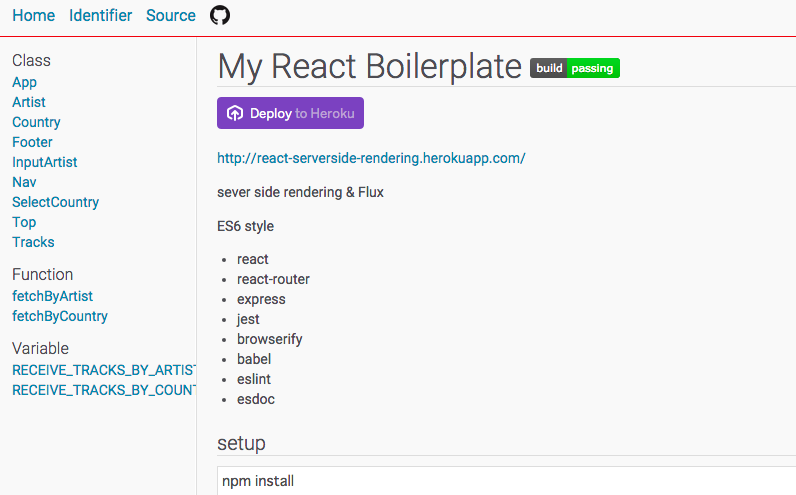 Home Identifier Source
Class
App
Artist
Country
Footer
InputArtist
Nav
SelectCountry
Top
Tracks
Function
fetchByArtist
fetchByCountry
Variable
RECEIVE_TRACKS_BY_ARTIST
RECEIVE_TRACKS_BY_COUNT
My React Boilerplate build passing
Deploy to Heroku
http://react-serverside-rendering.herokuapp.com/
sever side rendering & Flux
ES6 style
react
react-router
express
jest
browserify
babel
eslint
esdoc
setup
npm install